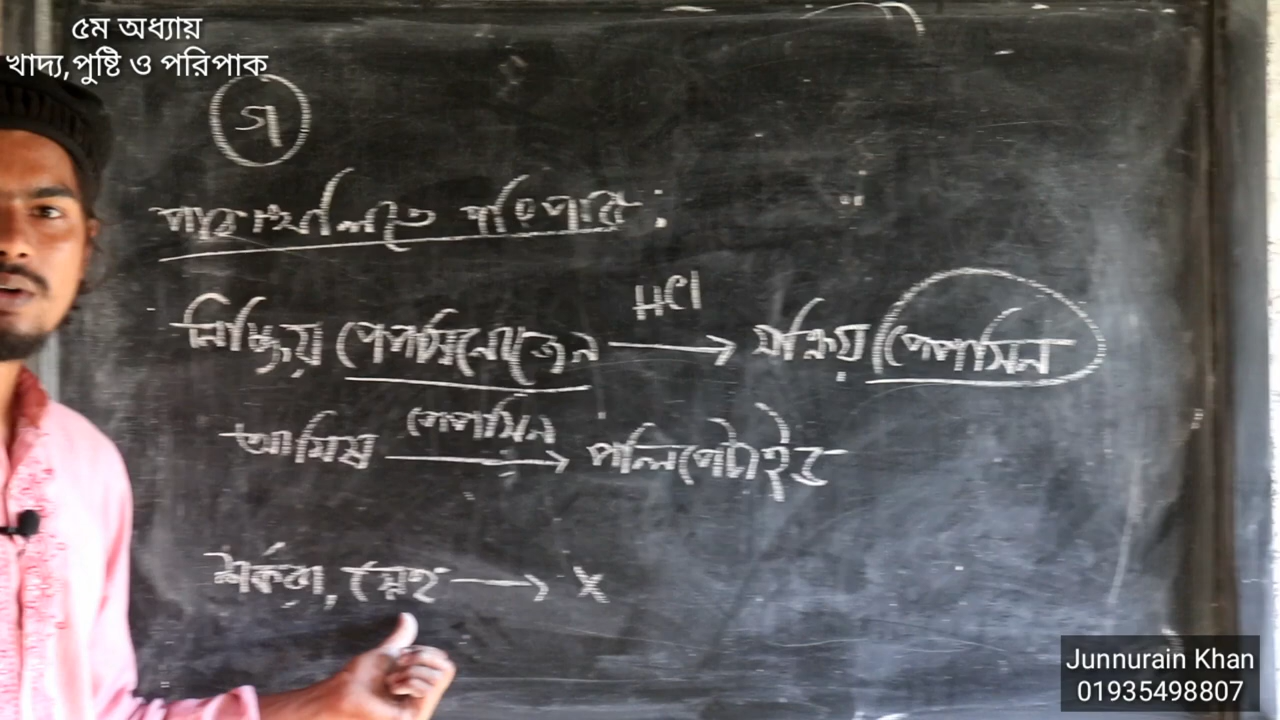 ৫ম অধ্যায়
খাদ্য,পুষ্টি ও পরিপাক
গ
পাকস্থলিতে পরিপাক :
নিষ্ক্রিয় পেপসিনোজেন HCl → সক্রিয় পেপসিন
আমিষ পেপসিন → পলিপেটাইড
শর্করা, স্নেহ → X
Junnurain Khan
01935498807